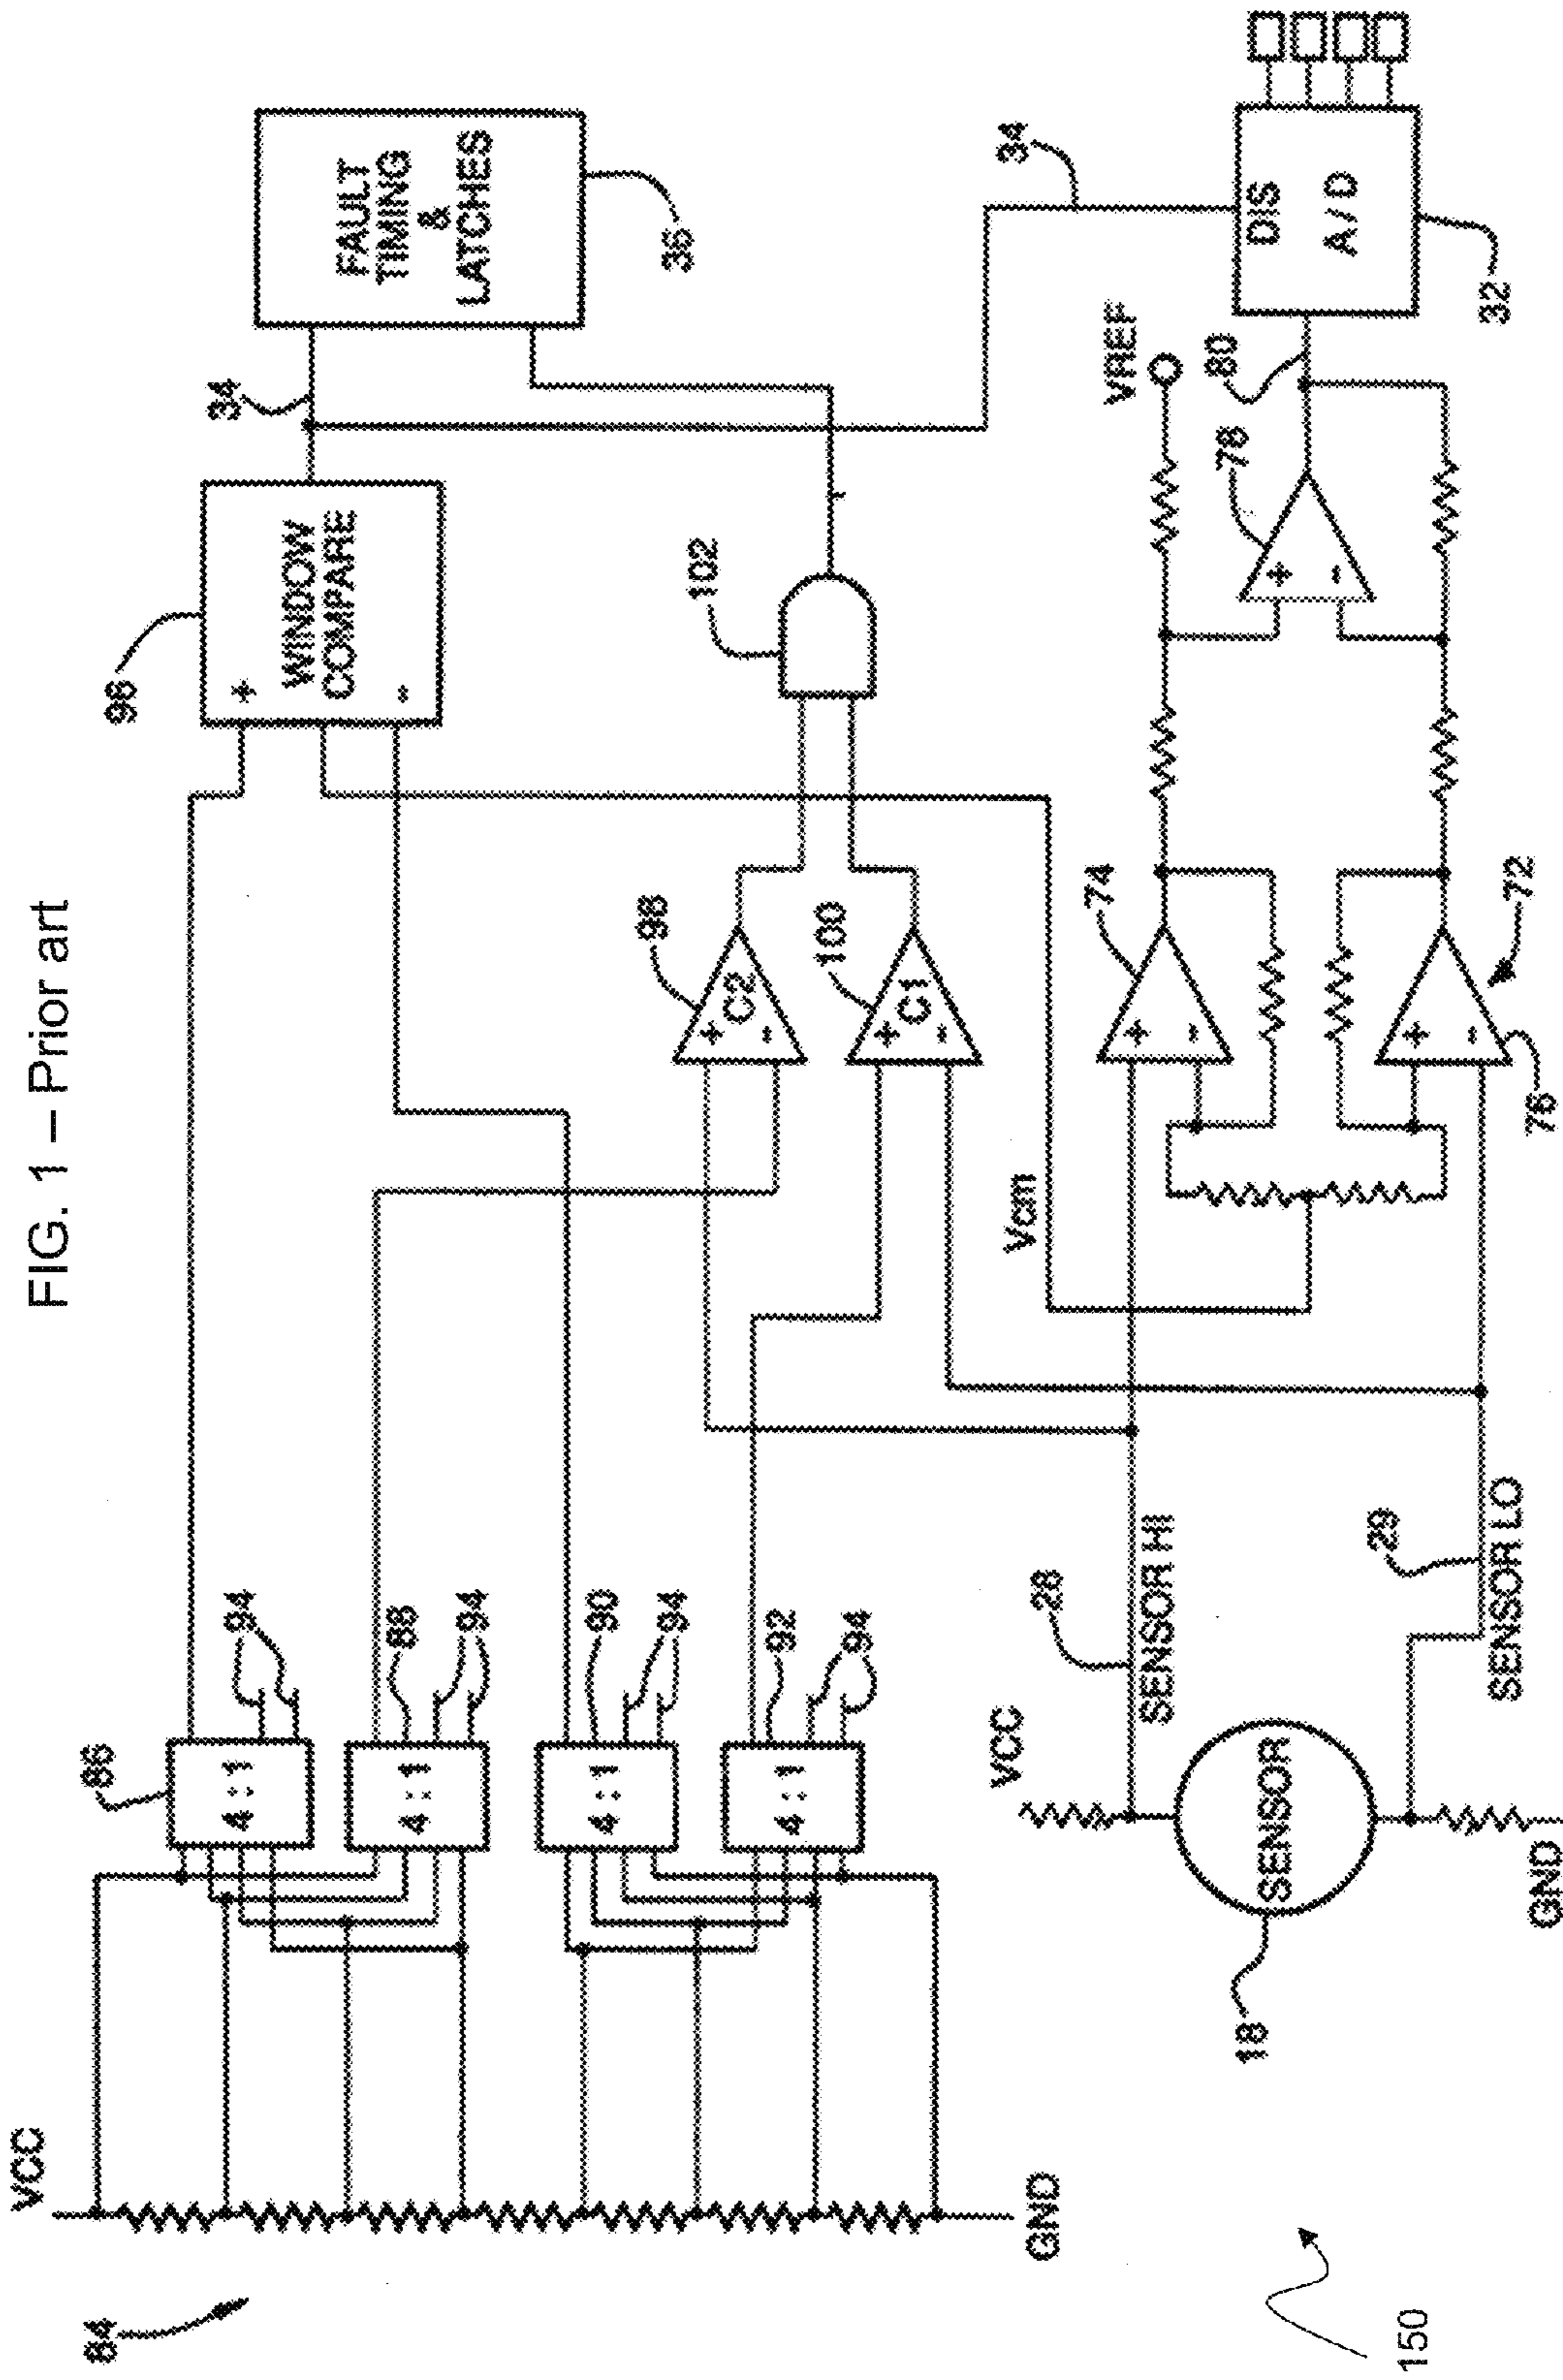 FIG. 1 – Prior art
84
VCC
GND
86
4:1
94
88
4:1
94
90
4:1
94
92
4:1
94
96
+
WINDOW
COMPARE
-
34
FAULT
TIMING
&
LATCHES
36
98
+
C2
-
100
+
C1
-
102
34
Vcm
VCC
28
SENSOR HI
18
SENSOR
29
SENSOR LO
GND
74
+
-
72
+
-
76
VREF
78
+
-
80
DIS
A/D
32
150